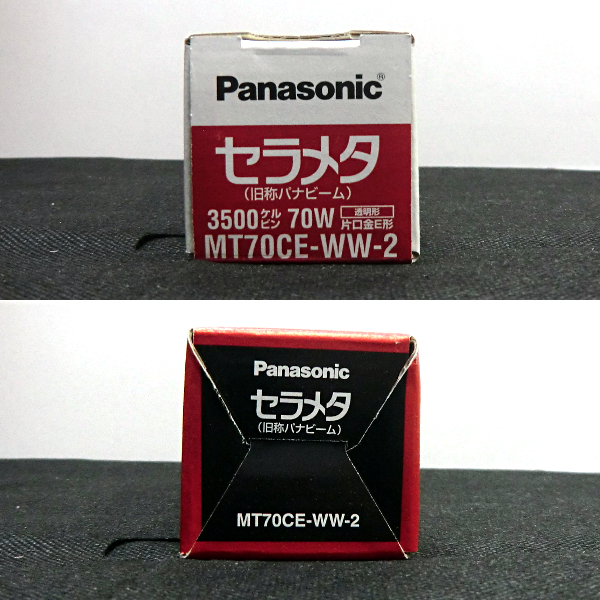 Panasonic®
セラメタ
(旧称パナビーム)
3500ケルビン 70W 透明形 片口金E形
MT70CE-WW-2
Panasonic
セラメタ
(旧称パナビーム)
MT70CE-WW-2